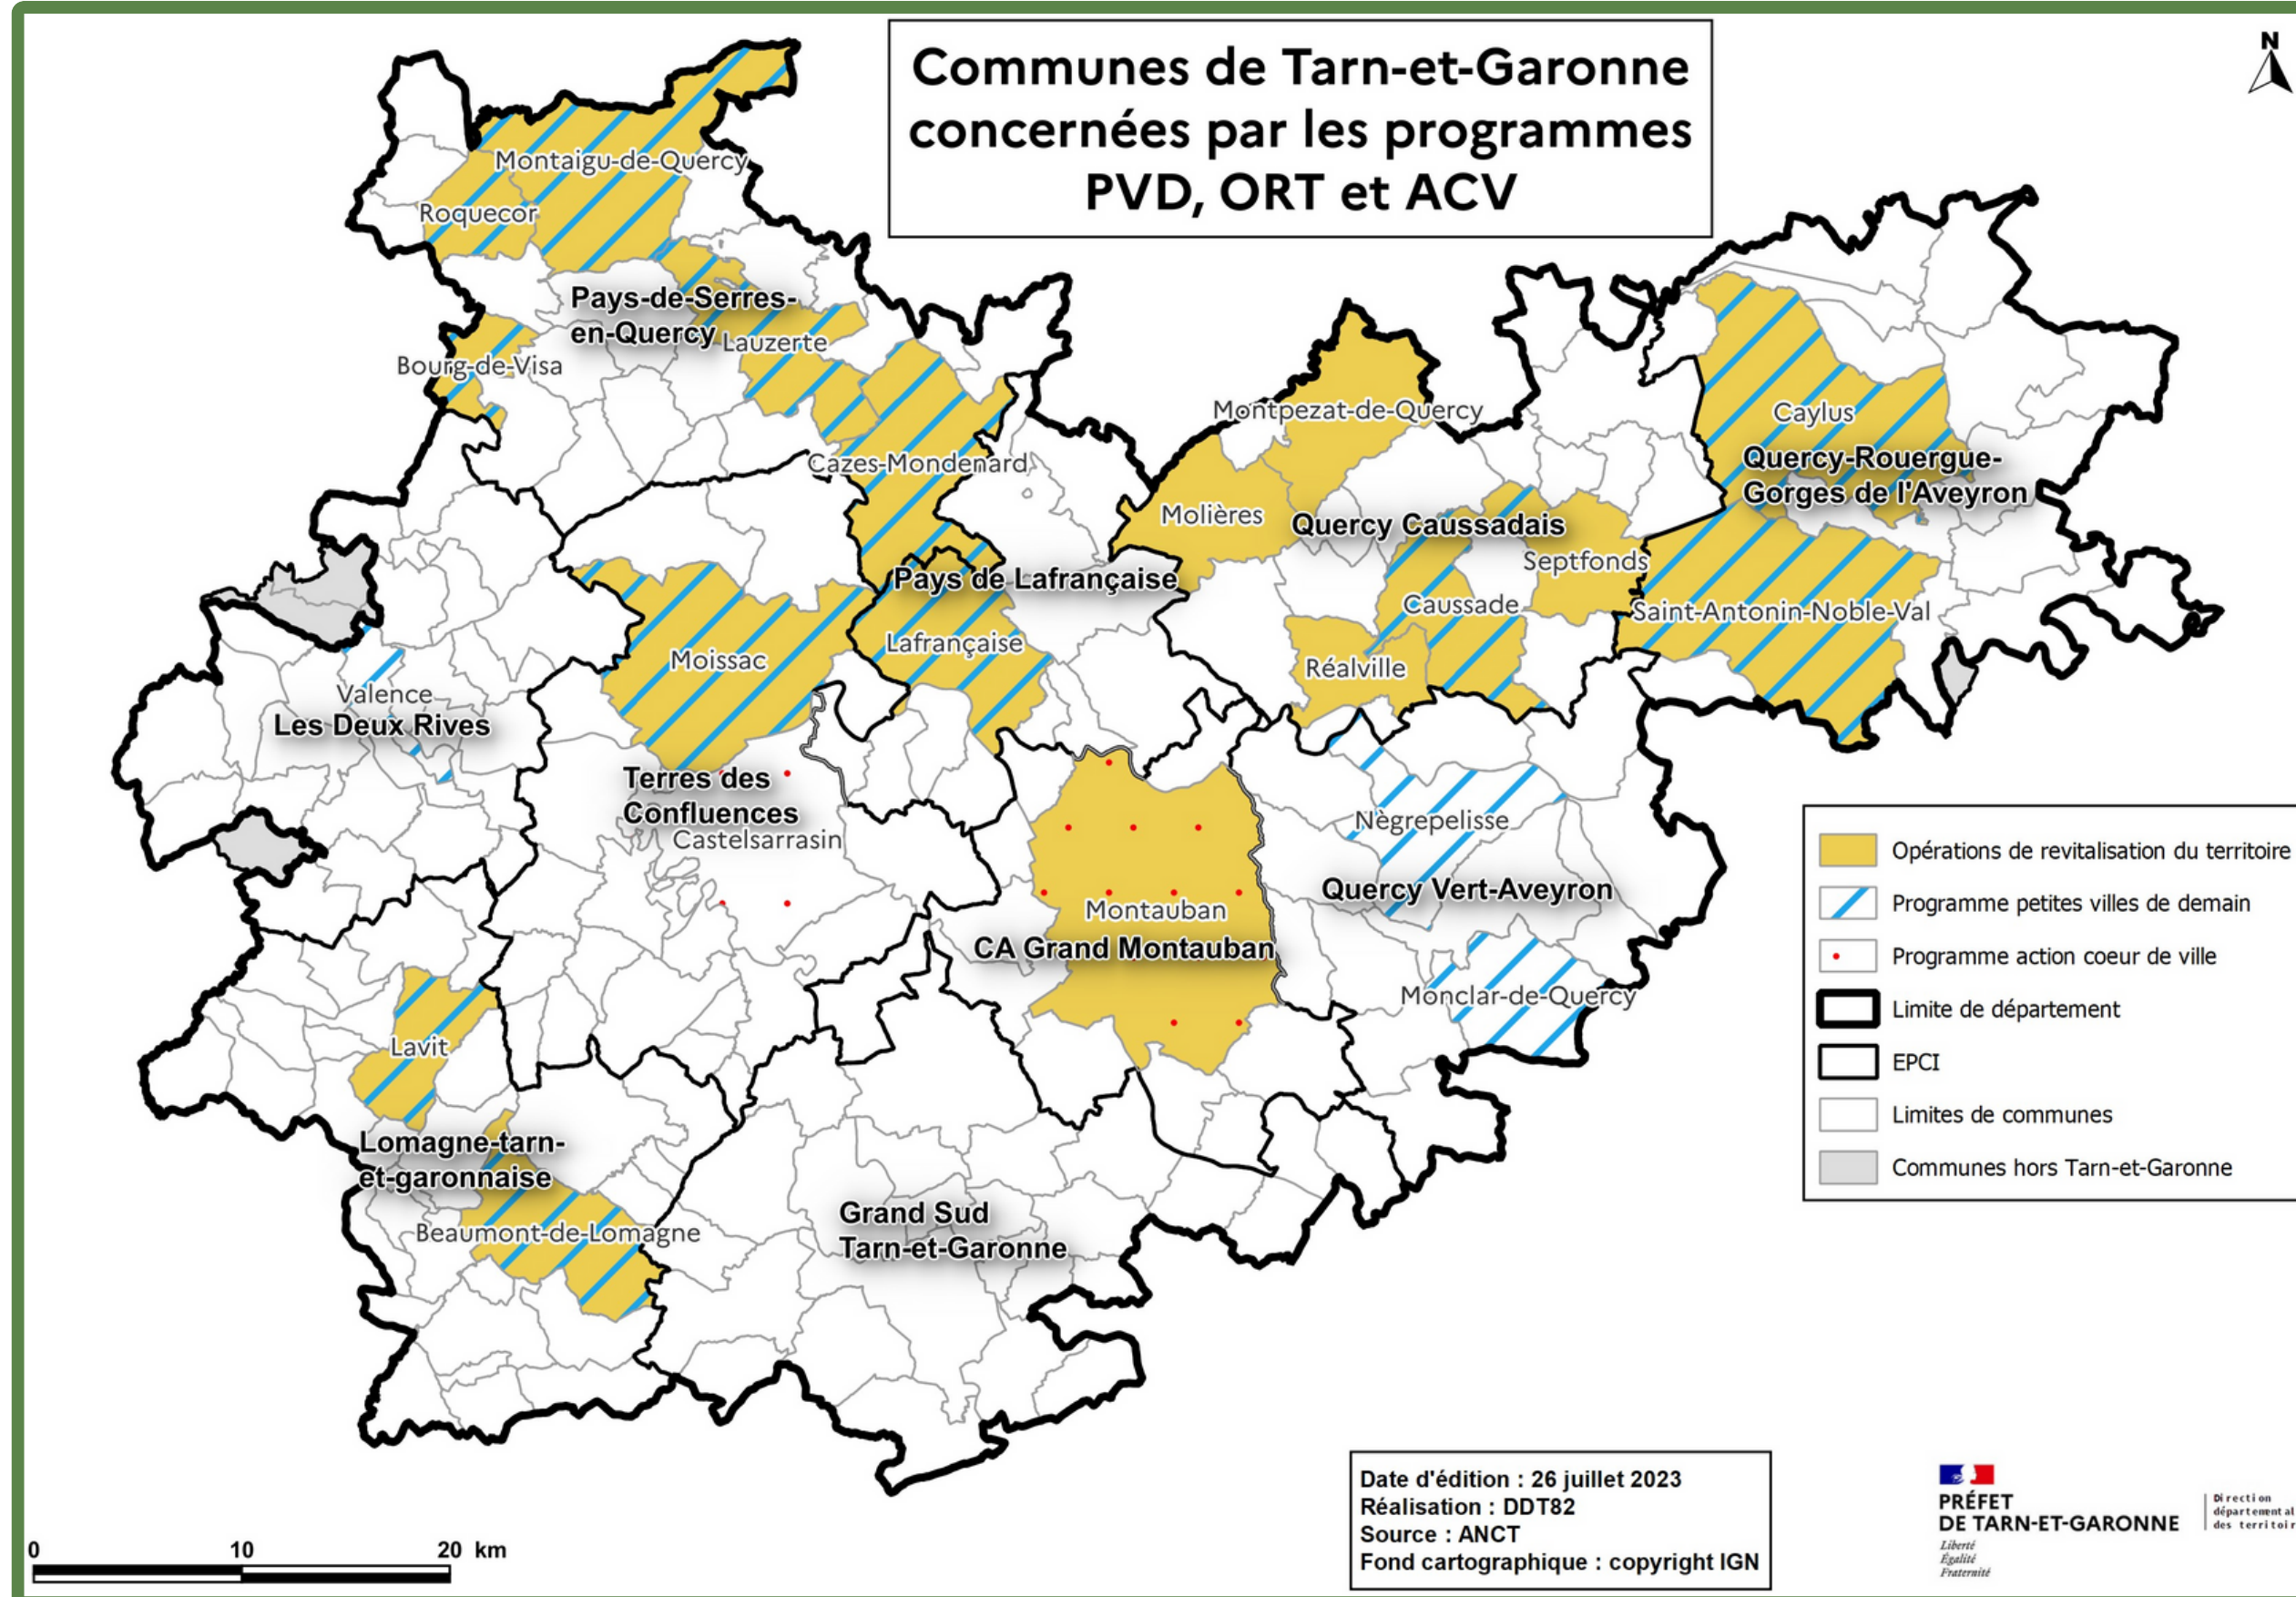 Communes de Tarn-et-Garonne
concernées par les programmes
PVD, ORT et ACV
N
Montaigu-de-Quercy
Roquecor
Pays-de-Serres-
en-Quercy
Lauzerte
Bourg-de-Visa
Montpezat-de-Quercy
Caylus
Cazes-Mondenard
Quercy-Rouergue-
Gorges de l'Aveyron
Molières
Quercy Caussadais
Septfonds
Pays de Lafrançaise
Caussade
Saint-Antonin-Noble-Val
Lafrançaise
Moissac
Réalville
Valence
Les Deux Rives
Terres des
Confluences
Castelsarrasin
Nègrepelisse
Quercy Vert-Aveyron
Montauban
CA Grand Montauban
Monclar-de-Quercy
Lavit
Lomagne-tarn-
et-garonnaise
Beaumont-de-Lomagne
Grand Sud
Tarn-et-Garonne
Opérations de revitalisation du territoire
Programme petites villes de demain
Programme action coeur de ville
Limite de département
EPCI
Limites de communes
Communes hors Tarn-et-Garonne
Date d'édition : 26 juillet 2023
Réalisation : DDT82
Source : ANCT
Fond cartographique : copyright IGN
0 10 20 km
PRÉFET
DE TARN-ET-GARONNE
Liberté
Égalité
Fraternité
Direction
départemental
des territoir